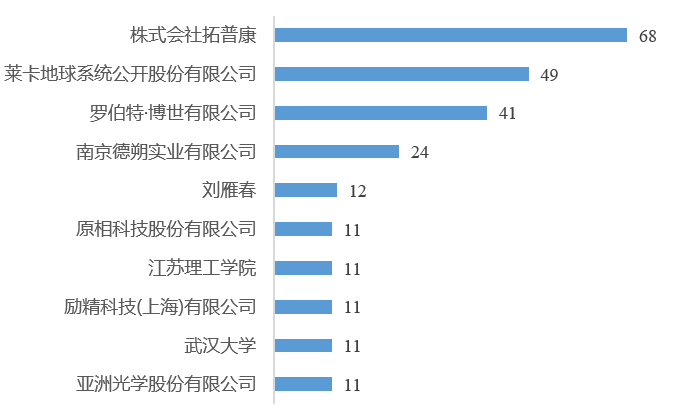 株式会社拓普康 68
莱卡地球系统公开股份有限公司 49
罗伯特·博世有限公司 41
南京德朔实业有限公司 24
刘雁春 12
原相科技股份有限公司 11
江苏理工学院 11
励精科技(上海)有限公司 11
武汉大学 11
亚洲光学股份有限公司 11